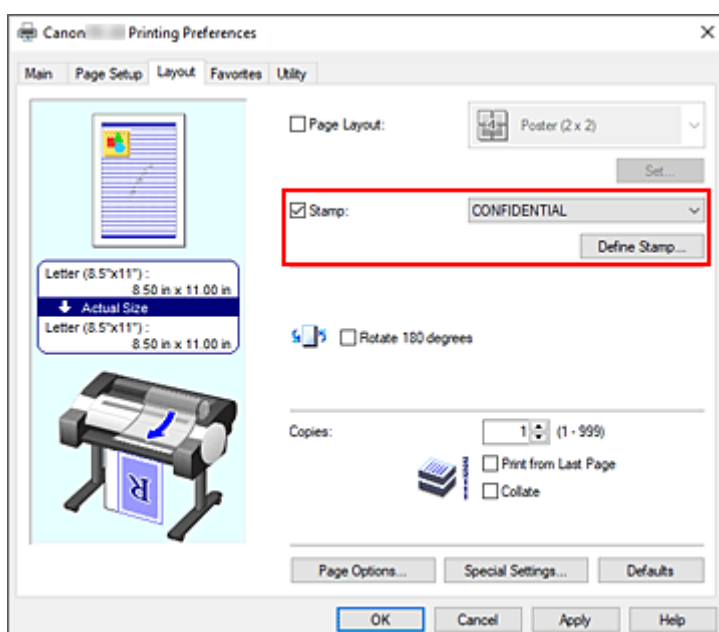 Canon Printing Preferences
Main Page Setup Layout Favorites Utility
Page Layout: Poster (2 x 2)
Set...
Stamp: CONFIDENTIAL
Define Stamp...
Letter (8.5"x11") :
8.50 in x 11.00 in
Actual Size
Letter (8.5"x11") :
8.50 in x 11.00 in
Rotate 180 degrees
Copies: 1 (1 - 999)
Print from Last Page
Collate
R
Page Options... Special Settings... Defaults
OK Cancel Apply Help